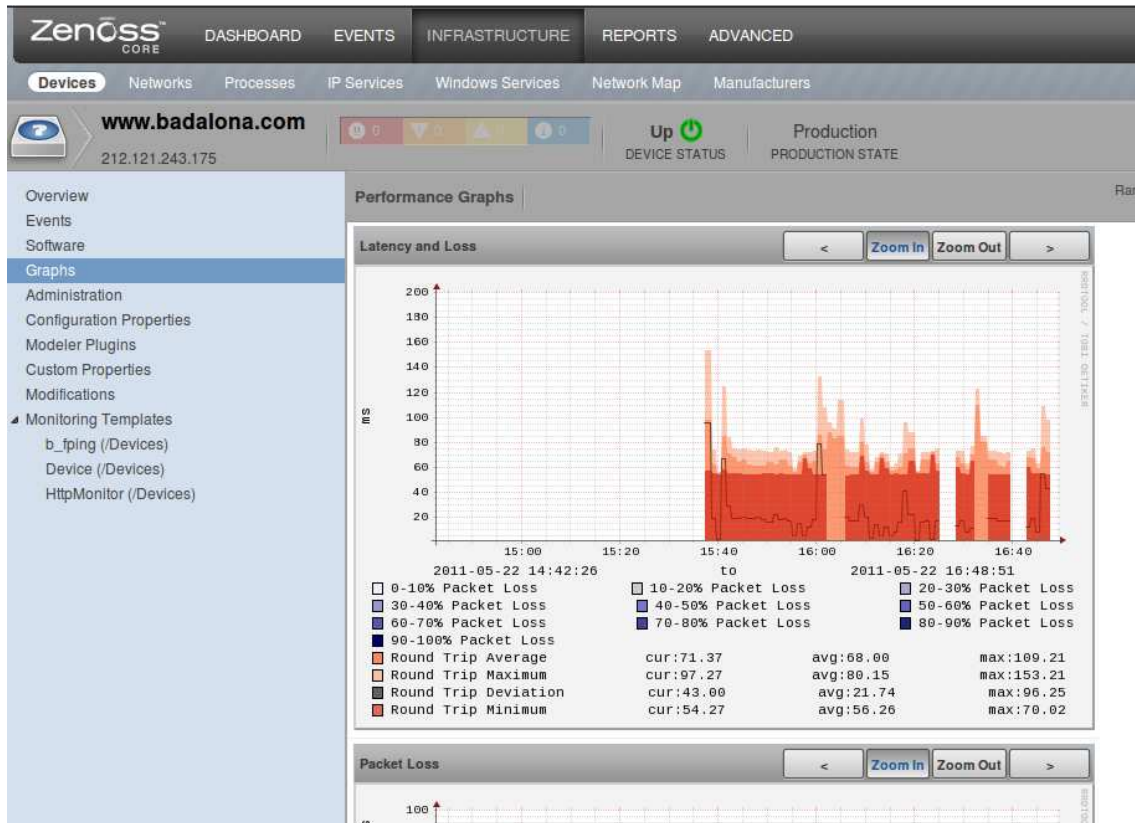 Zenoss™
CORE
DASHBOARD EVENTS INFRASTRUCTURE REPORTS ADVANCED
Devices Networks Processes IP Services Windows Services Network Map Manufacturers
www.badalona.com
212.121.243.175
0 0 0 0
Up
DEVICE STATUS
Production
PRODUCTION STATE
Overview
Events
Software
Graphs
Administration
Configuration Properties
Modeler Plugins
Custom Properties
Modifications
Monitoring Templates
b_fping (/Devices)
Device (/Devices)
HttpMonitor (/Devices)
Performance Graphs
Ran
Latency and Loss
< Zoom In Zoom Out >
RRDTOOL / TOBI OETIKER
200
180
160
140
120
100
80
60
40
20
ms
15:00 15:20 15:40 16:00 16:20 16:40
2011-05-22 14:42:26 to 2011-05-22 16:48:51
0-10% Packet Loss 10-20% Packet Loss 20-30% Packet Loss
30-40% Packet Loss 40-50% Packet Loss 50-60% Packet Loss
60-70% Packet Loss 70-80% Packet Loss 80-90% Packet Loss
90-100% Packet Loss
Round Trip Average cur:71.37 avg:68.00 max:109.21
Round Trip Maximum cur:97.27 avg:80.15 max:153.21
Round Trip Deviation cur:43.00 avg:21.74 max:96.25
Round Trip Minimum cur:54.27 avg:56.26 max:70.02
Packet Loss
< Zoom In Zoom Out >
100